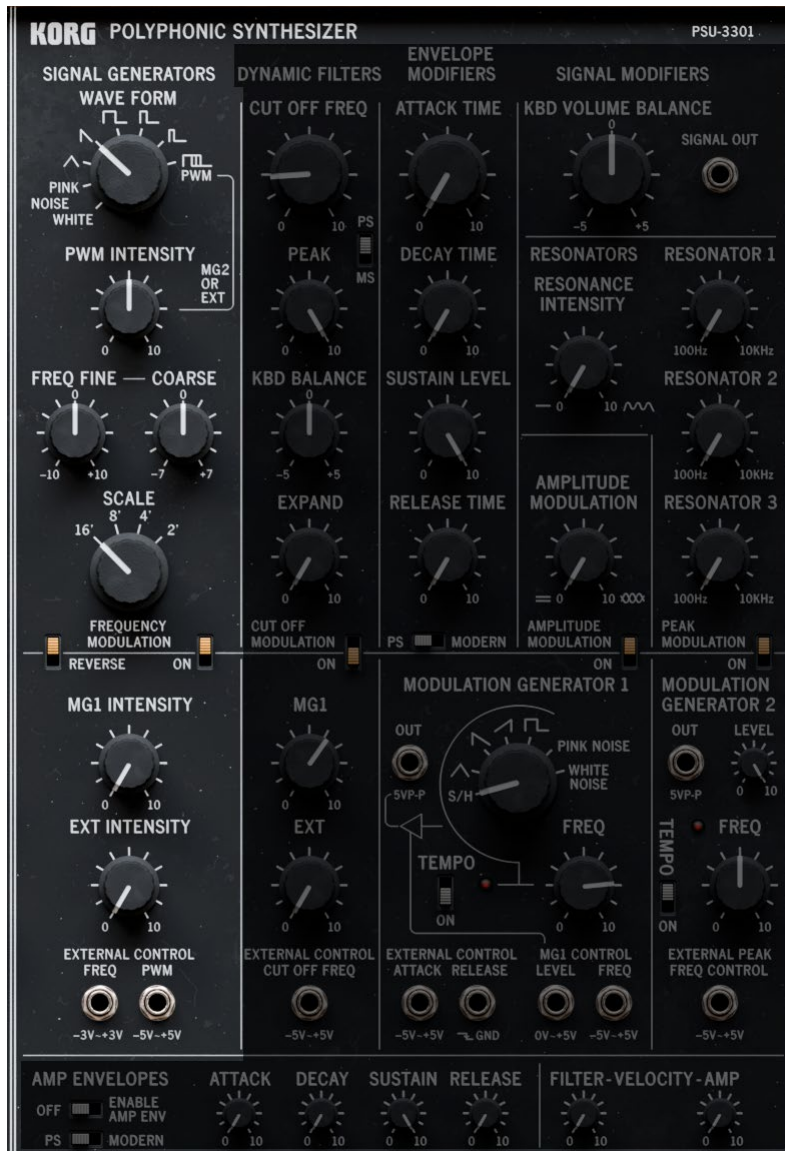 KORG POLYPHONIC SYNTHESIZER PSU-3301
SIGNAL GENERATORS
WAVE FORM
PWM
PINK
NOISE
WHITE
PWM INTENSITY
MG2
OR
EXT
0 10
FREQ FINE COARSE
0 0
-10 +10 -7 +7
SCALE
16' 8' 4' 2'
FREQUENCY
MODULATION
REVERSE ON
MG1 INTENSITY
0 10
EXT INTENSITY
0 10
EXTERNAL CONTROL
FREQ PWM
-3V~+3V -5V~+5V
DYNAMIC FILTERS
CUT OFF FREQ
0 10
PS
MS
PEAK
0 10
KBD BALANCE
0
-5 +5
EXPAND
0 10
CUT OFF
MODULATION
ON
MG1
0 10
EXT
0 10
EXTERNAL CONTROL
CUT OFF FREQ
-5V~+5V
ENVELOPE
MODIFIERS
ATTACK TIME
0 10
DECAY TIME
0 10
SUSTAIN LEVEL
0 10
RELEASE TIME
0 10
PS MODERN
SIGNAL MODIFIERS
KBD VOLUME BALANCE
0
-5 +5
SIGNAL OUT
RESONATORS
RESONANCE
INTENSITY
0 10
RESONATOR 1
100Hz 10KHz
RESONATOR 2
100Hz 10KHz
AMPLITUDE
MODULATION
0 10
RESONATOR 3
100Hz 10KHz
AMPLITUDE
MODULATION
ON
PEAK
MODULATION
ON
MODULATION GENERATOR 1
OUT
5VP-P
S/H
PINK NOISE
WHITE
NOISE
TEMPO
ON
FREQ
0 10
EXTERNAL CONTROL
ATTACK RELEASE
-5V~+5V GND
MG1 CONTROL
LEVEL FREQ
0V~+5V -5V~+5V
MODULATION
GENERATOR 2
OUT LEVEL
5VP-P
0 10
TEMPO
ON
FREQ
0 10
EXTERNAL PEAK
FREQ CONTROL
-5V~+5V
AMP ENVELOPES
OFF ENABLE
AMP ENV
PS MODERN
ATTACK DECAY SUSTAIN RELEASE
0 10 0 10 0 10 0 10
FILTER-VELOCITY-AMP
0 10 0 10